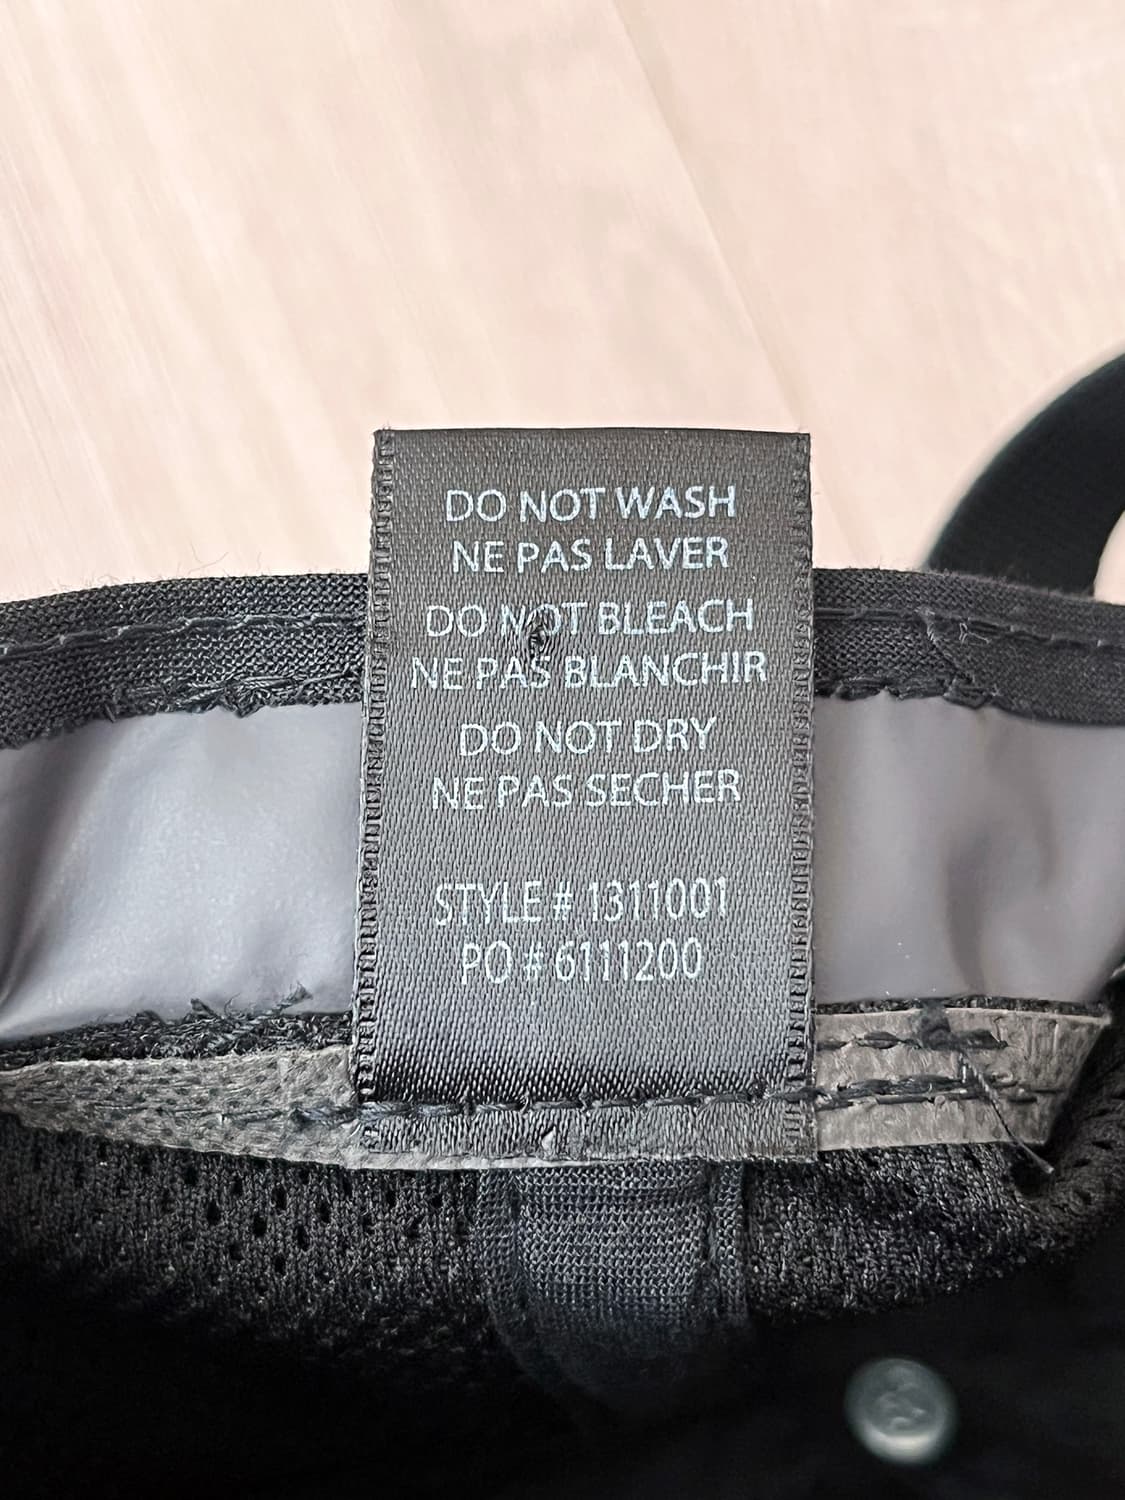 DO NOT WASH
NE PAS LAVER
DO NOT BLEACH
NE PAS BLANCHIR
DO NOT DRY
NE PAS SECHER
STYLE # 1311001
PO # 6111200